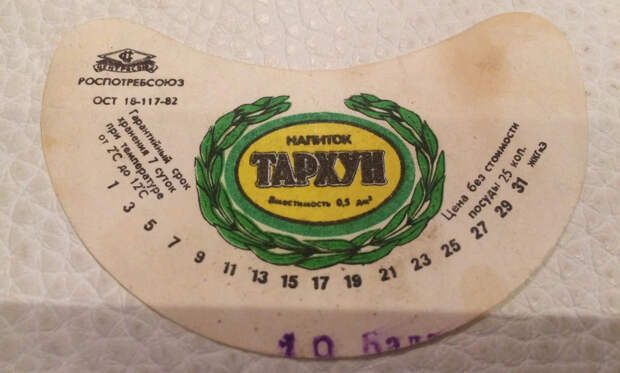 ЦЕНТРОСОЮЗ
РОСПОТРЕБСОЮЗ
ОСТ 18-117-82
Гарантийный срок
хранения 7 суток
при температуре
от 2°С до 12°С
НАПИТОК
ТАРХУН
Вместимость 0,5 дм³
Цена без стоимости
посуды 25 коп.
1 3 5 7 9 11 13 15 17 19 21 23 25 27 29 31
10